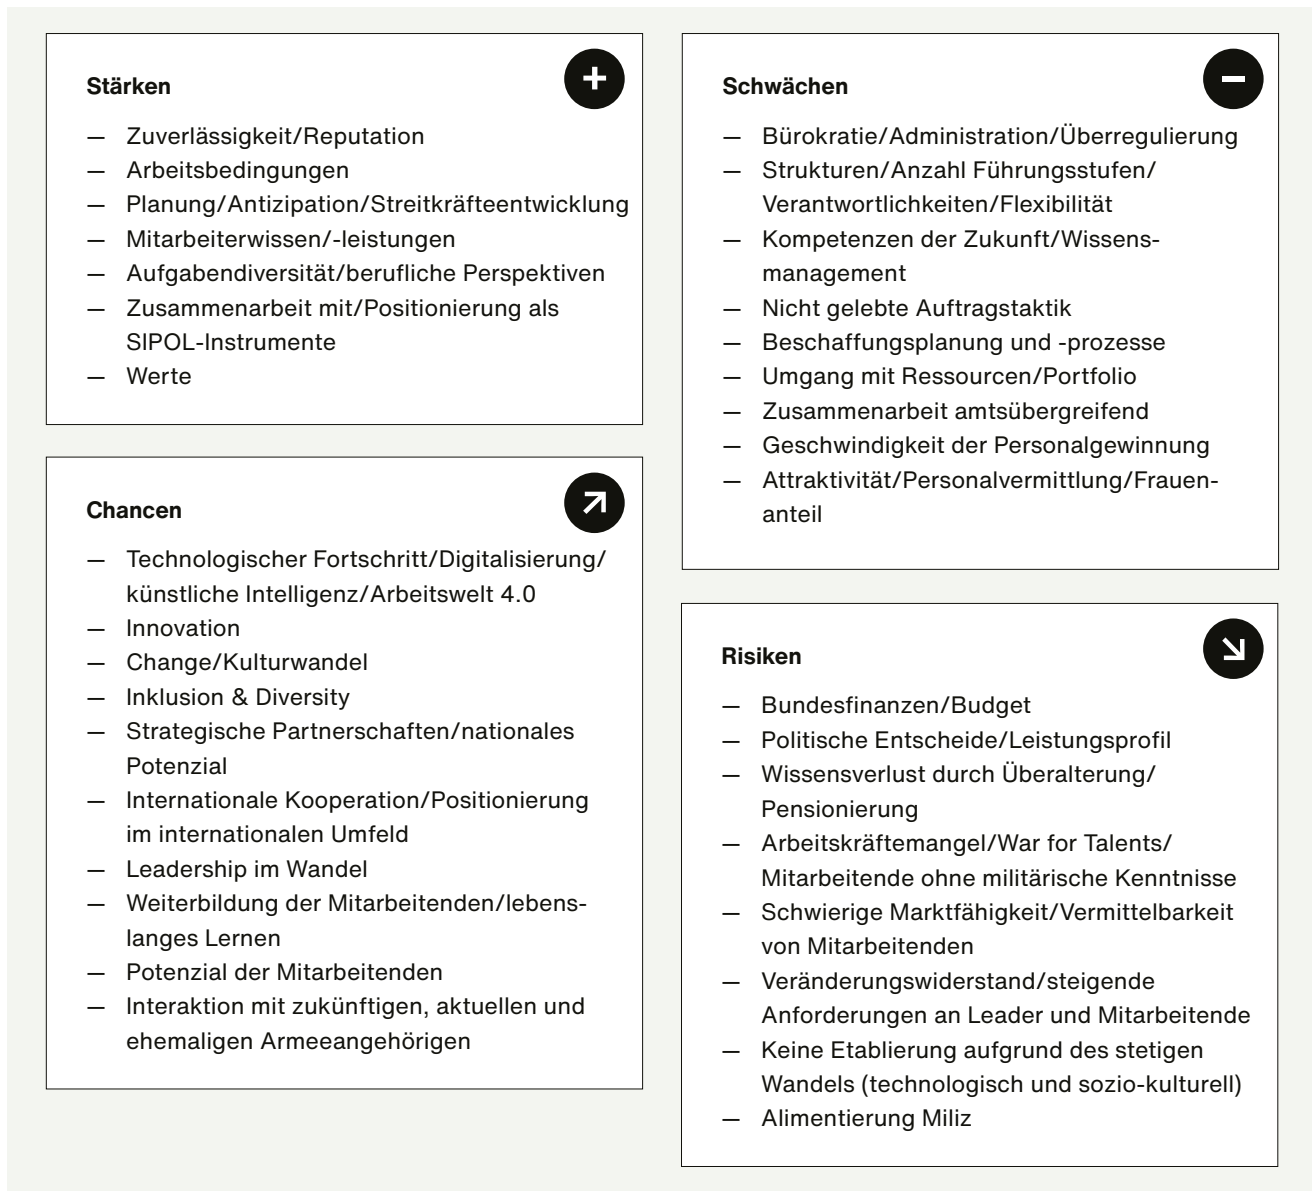 Stärken
— Zuverlässigkeit/Reputation
— Arbeitsbedingungen
— Planung/Antizipation/Streitkräfteentwicklung
— Mitarbeiterwissen/-leistungen
— Aufgabendiversität/berufliche Perspektiven
— Zusammenarbeit mit/Positionierung als
SIPOL-Instrumente
— Werte
Schwächen
— Bürokratie/Administration/Überregulierung
— Strukturen/Anzahl Führungsstufen/
Verantwortlichkeiten/Flexibilität
— Kompetenzen der Zukunft/Wissens-
management
— Nicht gelebte Auftragstaktik
— Beschaffungsplanung und -prozesse
— Umgang mit Ressourcen/Portfolio
— Zusammenarbeit amtsübergreifend
— Geschwindigkeit der Personalgewinnung
— Attraktivität/Personalvermittlung/Frauen-
anteil
Chancen
— Technologischer Fortschritt/Digitalisierung/
künstliche Intelligenz/Arbeitswelt 4.0
— Innovation
— Change/Kulturwandel
— Inklusion & Diversity
— Strategische Partnerschaften/nationales
Potenzial
— Internationale Kooperation/Positionierung
im internationalen Umfeld
— Leadership im Wandel
— Weiterbildung der Mitarbeitenden/lebens-
langes Lernen
— Potenzial der Mitarbeitenden
— Interaktion mit zukünftigen, aktuellen und
ehemaligen Armeeangehörigen
Risiken
— Bundesfinanzen/Budget
— Politische Entscheide/Leistungsprofil
— Wissensverlust durch Überalterung/
Pensionierung
— Arbeitskräftemangel/War for Talents/
Mitarbeitende ohne militärische Kenntnisse
— Schwierige Marktfähigkeit/Vermittelbarkeit
von Mitarbeitenden
— Veränderungswiderstand/steigende
Anforderungen an Leader und Mitarbeitende
— Keine Etablierung aufgrund des stetigen
Wandels (technologisch und sozio-kulturell)
— Alimentierung Miliz